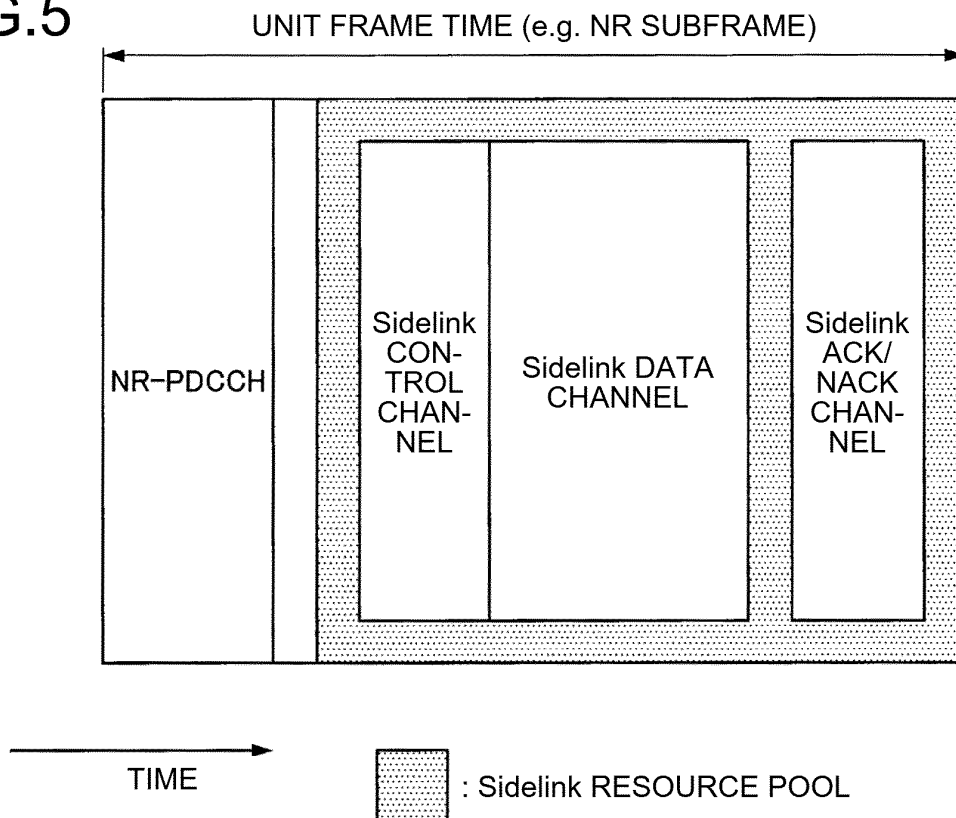 G.5
UNIT FRAME TIME (e.g. NR SUBFRAME)
NR-PDCCH
Sidelink
CON-
TROL
CHAN-
NEL
Sidelink DATA
CHANNEL
Sidelink
ACK/
NACK
CHAN-
NEL
TIME
: Sidelink RESOURCE POOL